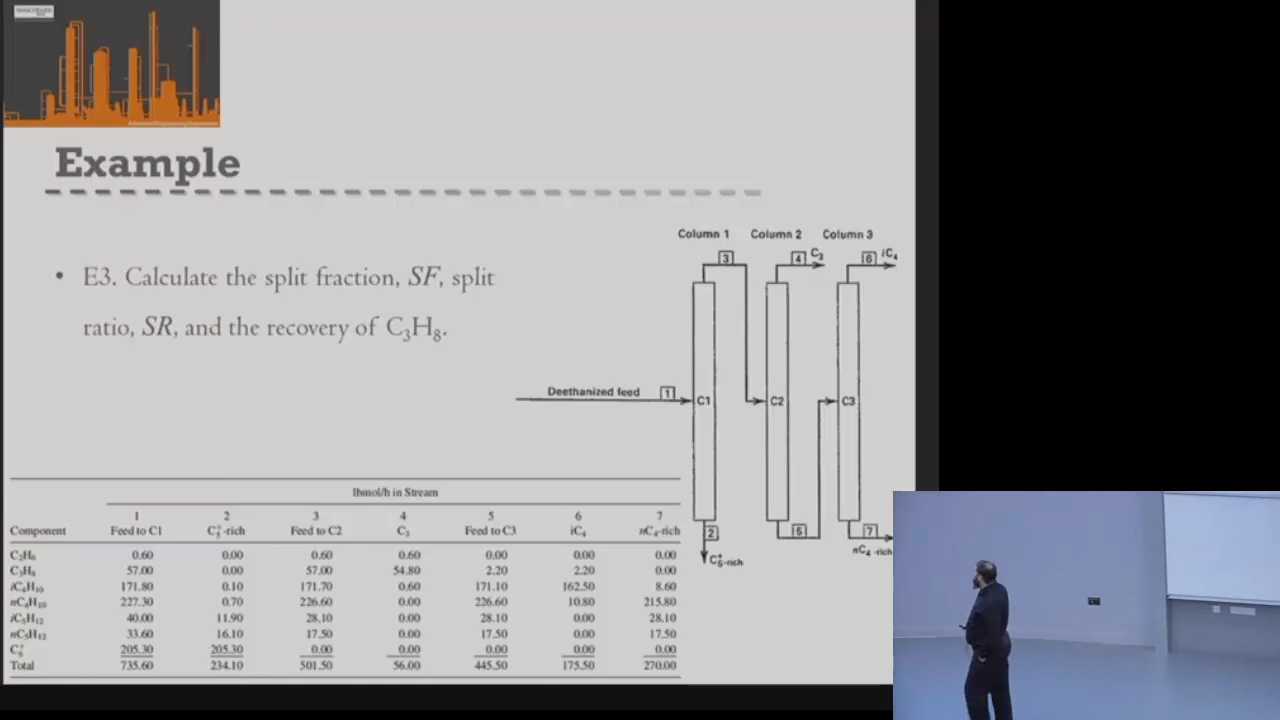 Example
• E3. Calculate the split fraction, SF, split
ratio, SR, and the recovery of C₃H₈.
Column 1 Column 2 Column 3
3
4 C₃
6 iC₄
Deethanized feed 1
C1
C2
C3
2
C₅⁺-rich
5
7
nC₄-rich
lbmol/h in Stream
1 2 3 4 5 6 7
Component Feed to C1 C₅⁺-rich Feed to C2 C₃ Feed to C3 iC₄ nC₄-rich
C₂H₆ 0.60 0.00 0.60 0.60 0.00 0.00 0.00
C₃H₈ 57.00 0.00 57.00 54.80 2.20 2.20 0.00
iC₄H₁₀ 171.80 0.10 171.70 0.60 171.10 162.50 8.60
nC₄H₁₀ 227.30 0.70 226.60 0.00 226.60 10.80 215.80
iC₅H₁₂ 40.00 11.90 28.10 0.00 28.10 0.00 28.10
nC₅H₁₂ 33.60 16.10 17.50 0.00 17.50 0.00 17.50
C₆⁺ 205.30 205.30 0.00 0.00 0.00 0.00 0.00
Total 735.60 234.10 501.50 56.00 445.50 175.50 270.00